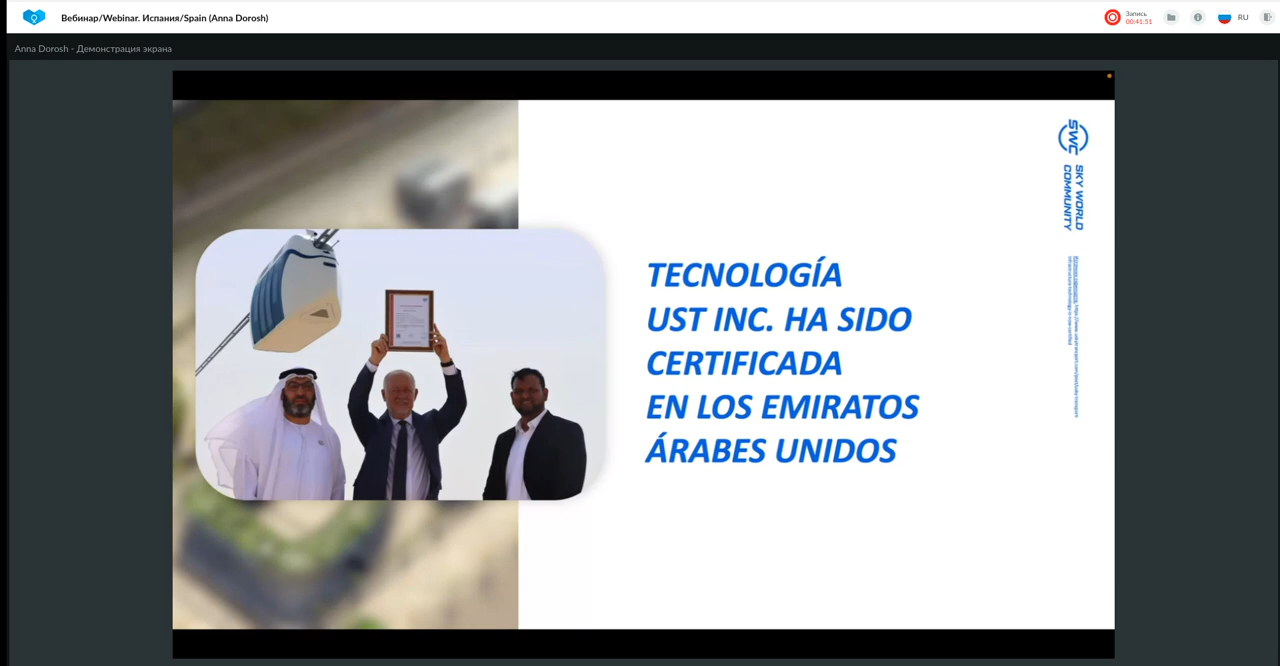 Вебинар/Webinar. Испания/Spain (Anna Dorosh)
Запись
00:41:51
RU
Anna Dorosh - Демонстрация экрана
TECNOLOGÍA
UST INC. HA SIDO
CERTIFICADA
EN LOS EMIRATOS
ÁRABES UNIDOS
SWC
SKY WORLD
COMMUNITY